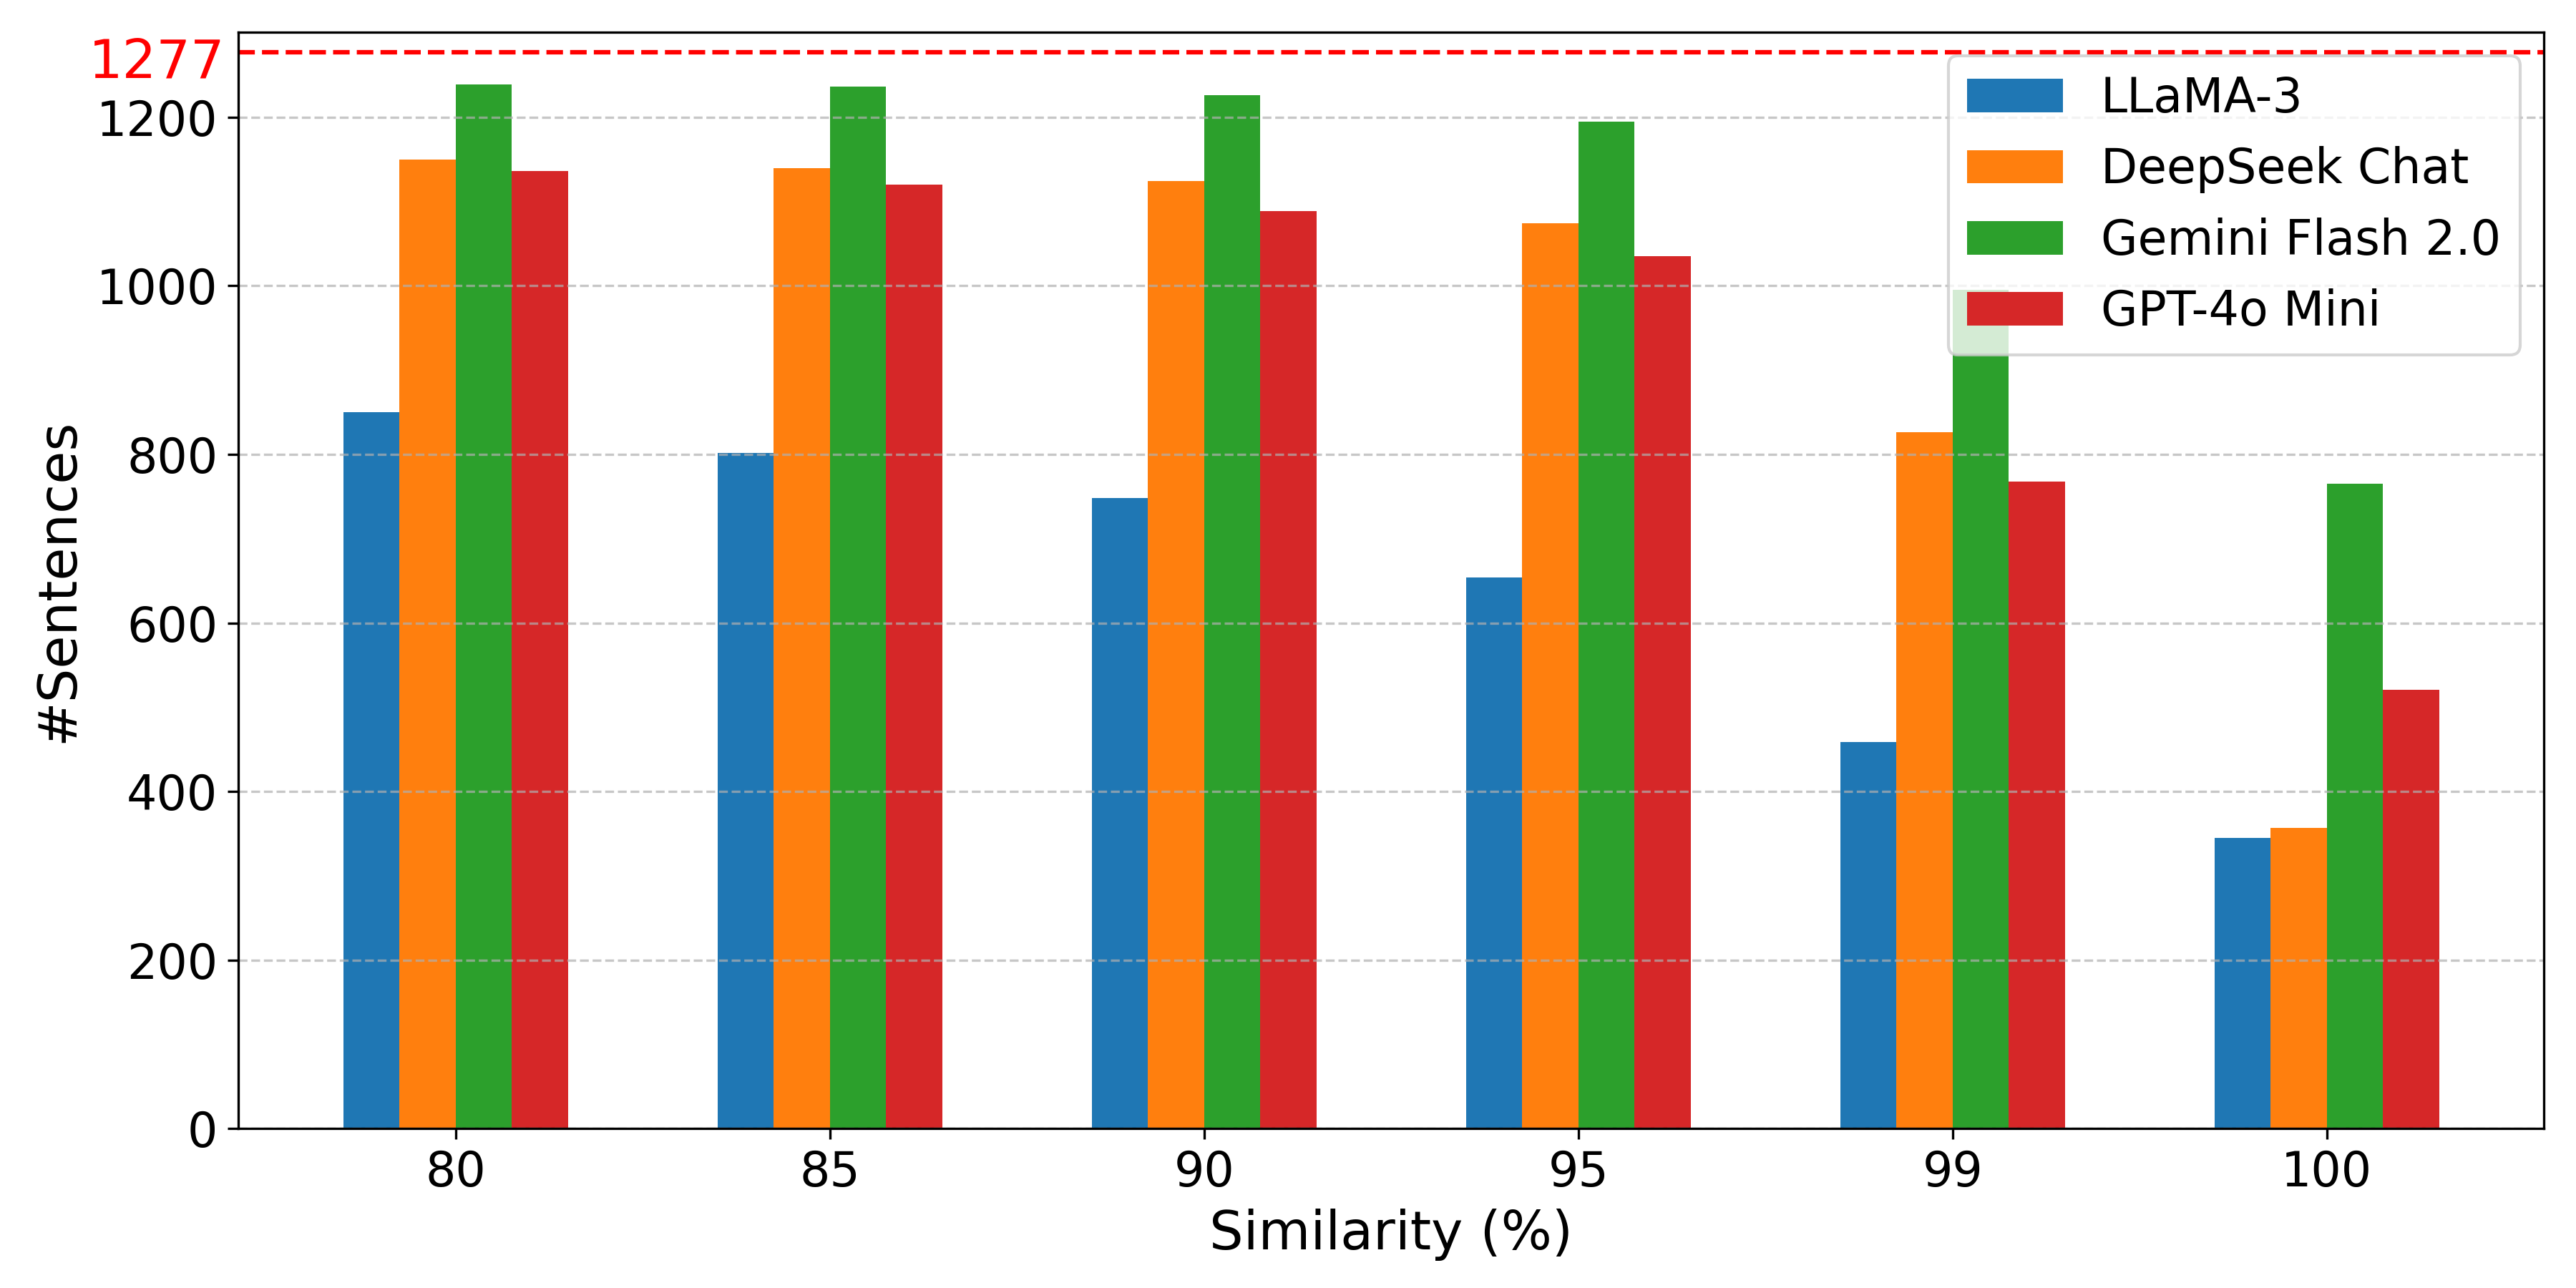 1277
1200
1000
800
600
400
200
0
#Sentences
LLaMA-3
DeepSeek Chat
Gemini Flash 2.0
GPT-4o Mini
80 85 90 95 99 100
Similarity (%)